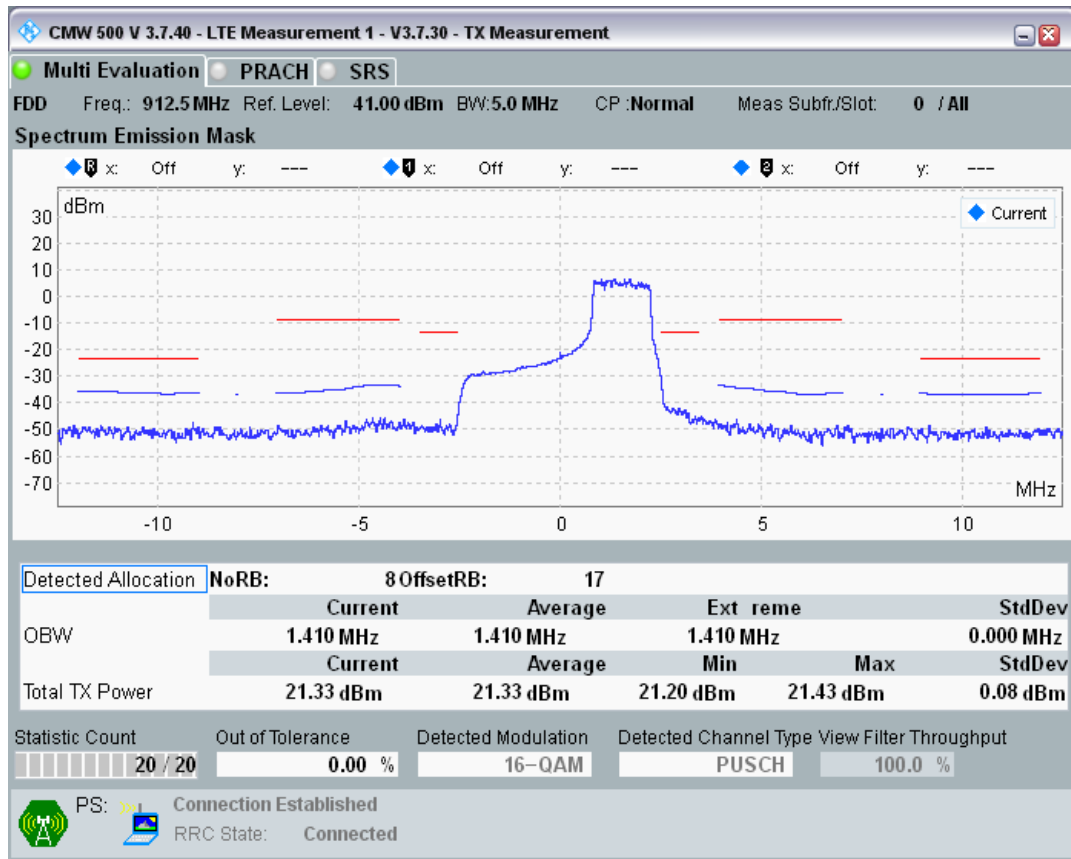 CMW 500 V 3.7.40 - LTE Measurement 1 - V3.7.30 - TX Measurement
Multi Evaluation PRACH SRS
FDD Freq.: 912.5 MHz Ref. Level: 41.00 dBm BW:5.0 MHz CP :Normal Meas Subfr./Slot: 0 / All
Spectrum Emission Mask
R x: Off y: --- 1 x: Off y: --- 2 x: Off y: ---
dBm
Current
30
20
10
0
-10
-20
-30
-40
-50
-60
-70
MHz
-10 -5 0 5 10
Detected Allocation NoRB: 8 OffsetRB: 17
Current Average Ext reme StdDev
OBW 1.410 MHz 1.410 MHz 1.410 MHz 0.000 MHz
Current Average Min Max StdDev
Total TX Power 21.33 dBm 21.33 dBm 21.20 dBm 21.43 dBm 0.08 dBm
Statistic Count Out of Tolerance Detected Modulation Detected Channel Type View Filter Throughput
20 / 20 0.00 % 16-QAM PUSCH 100.0 %
PS: Connection Established
RRC State: Connected